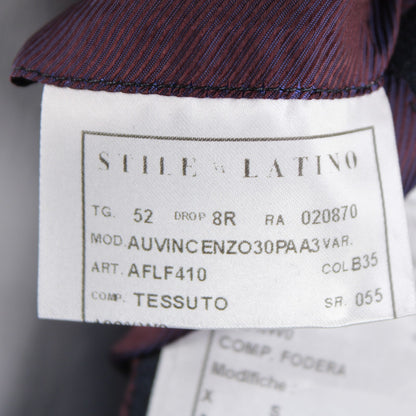 STILE LATINO
TG. 52 DROP 8R RA 020870
MOD. AUVINCENZO30PAA3 VAR.
ART. AFLF410 COL B35
COMP. TESSUTO SR. 055
COMP. FODERA
Modifiche
X S